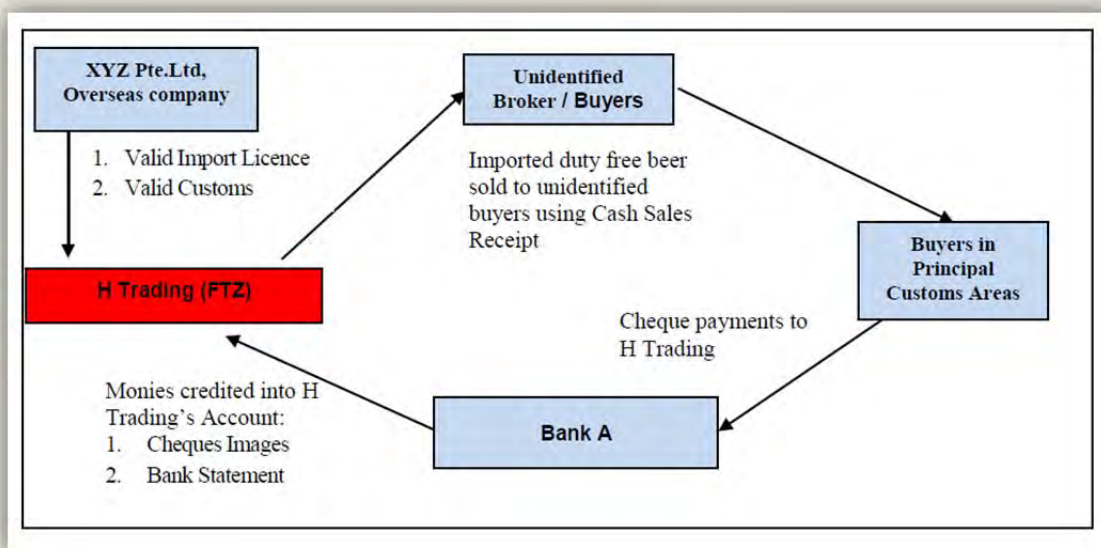 XYZ Pte.Ltd,
Overseas company
1. Valid Import Licence
2. Valid Customs
H Trading (FTZ)
Unidentified
Broker / Buyers
Imported duty free beer
sold to unidentified
buyers using Cash Sales
Receipt
Buyers in
Principal
Customs Areas
Cheque payments to
H Trading
Bank A
Monies credited into H
Trading's Account:
1. Cheques Images
2. Bank Statement